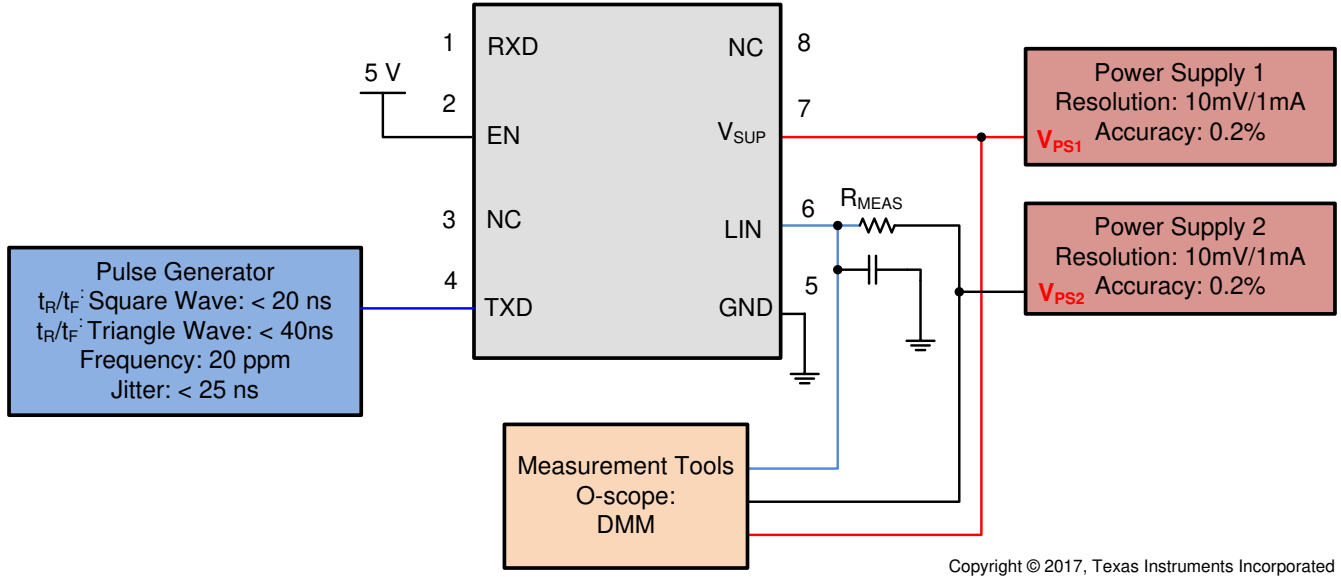 1
RXD
NC
8
5 V
2
EN
7
VSUP
Power Supply 1
Resolution: 10mV/1mA
VPS1 Accuracy: 0.2%
3
NC
6
RMEAS
LIN
Power Supply 2
Resolution: 10mV/1mA
VPS2 Accuracy: 0.2%
Pulse Generator
tR/tF: Square Wave: < 20 ns
tR/tF: Triangle Wave: < 40ns
Frequency: 20 ppm
Jitter: < 25 ns
4
TXD
5
GND
Measurement Tools
O-scope:
DMM
Copyright © 2017, Texas Instruments Incorporated